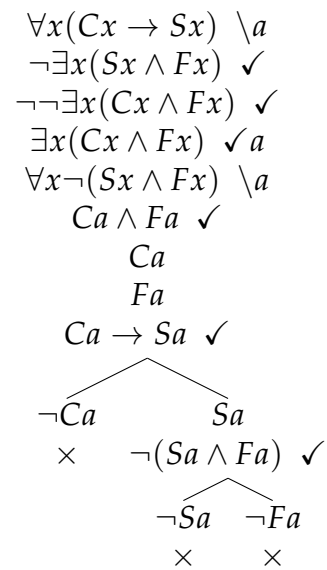 ∀x(Cx → Sx) \a
¬∃x(Sx ∧ Fx) ✓
¬¬∃x(Cx ∧ Fx) ✓
∃x(Cx ∧ Fx) ✓a
∀x¬(Sx ∧ Fx) \a
Ca ∧ Fa ✓
Ca
Fa
Ca → Sa ✓
¬Ca Sa
× ¬(Sa ∧ Fa) ✓
¬Sa ¬Fa
× ×